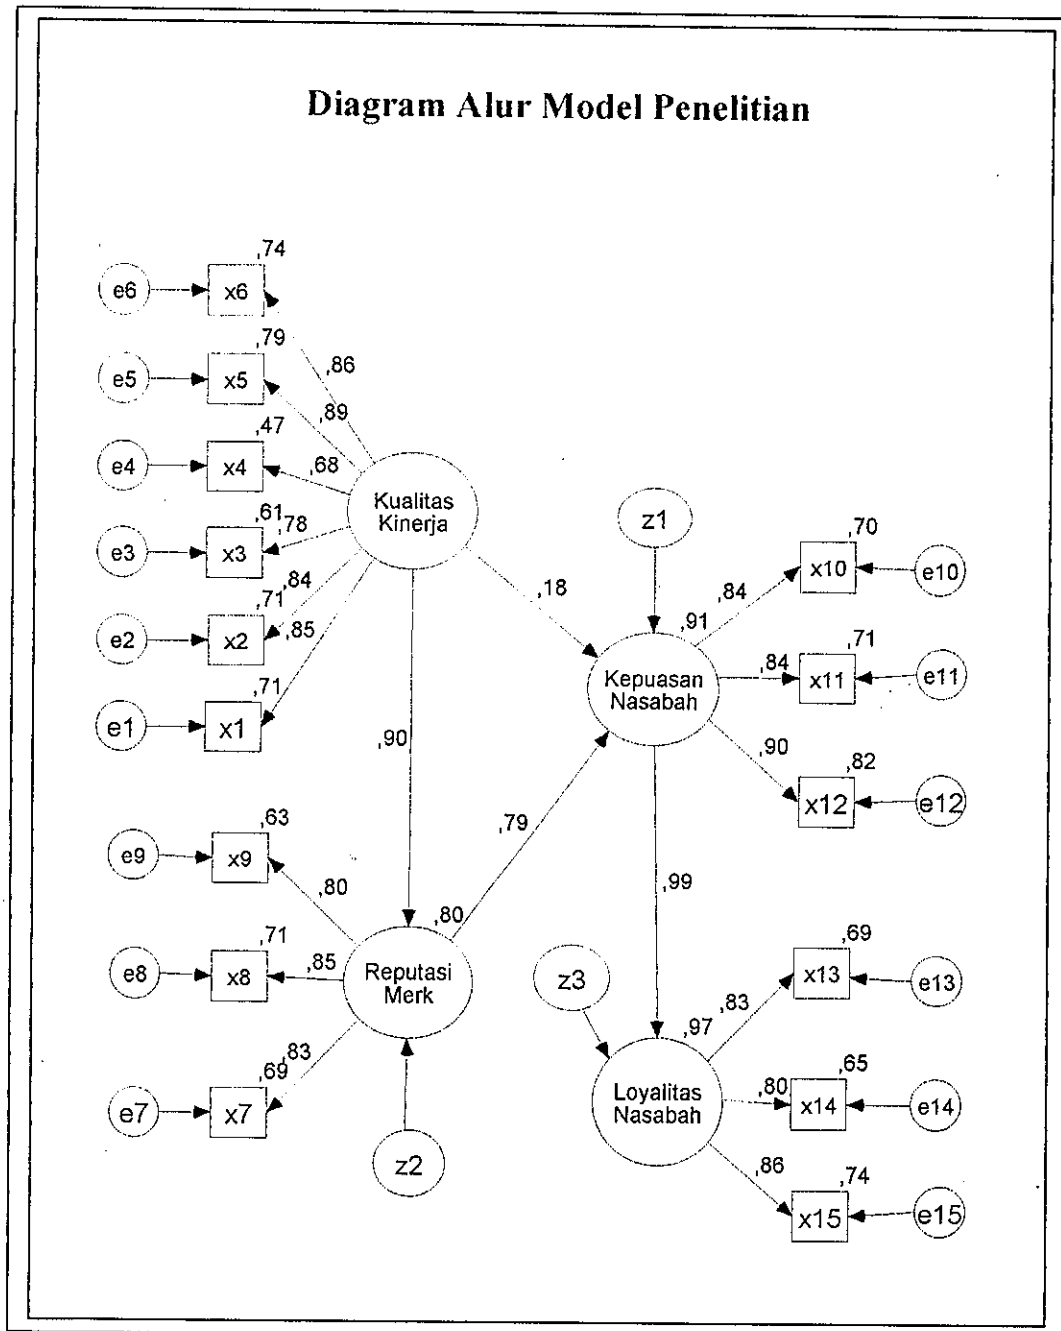 Diagram Alur Model Penelitian
,74
e6
x6
,86
,79
e5
x5
,89
,47
e4
x4
,68
Kualitas
Kinerja
,61
e3
x3
,78
,71
e2
x2
,84
,71
e1
x1
,85
,18
,90
z1
,91
Kepuasan
Nasabah
,84
,70
x10
e10
,84
,71
x11
e11
,90
,82
x12
e12
,63
e9
x9
,80
,71
e8
x8
,85
,80
Reputasi
Merk
,79
,69
e7
x7
,83
z2
,99
z3
,97
Loyalitas
Nasabah
,83
,69
x13
e13
,80
,65
x14
e14
,86
,74
x15
e15